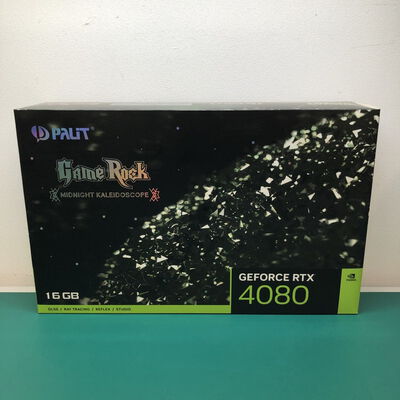 PALIT
GAMEROCK
MIDNIGHT KALEIDOSCOPE
16GB
DLSS / RAY TRACING / REFLEX / STUDIO
GEFORCE RTX
4080